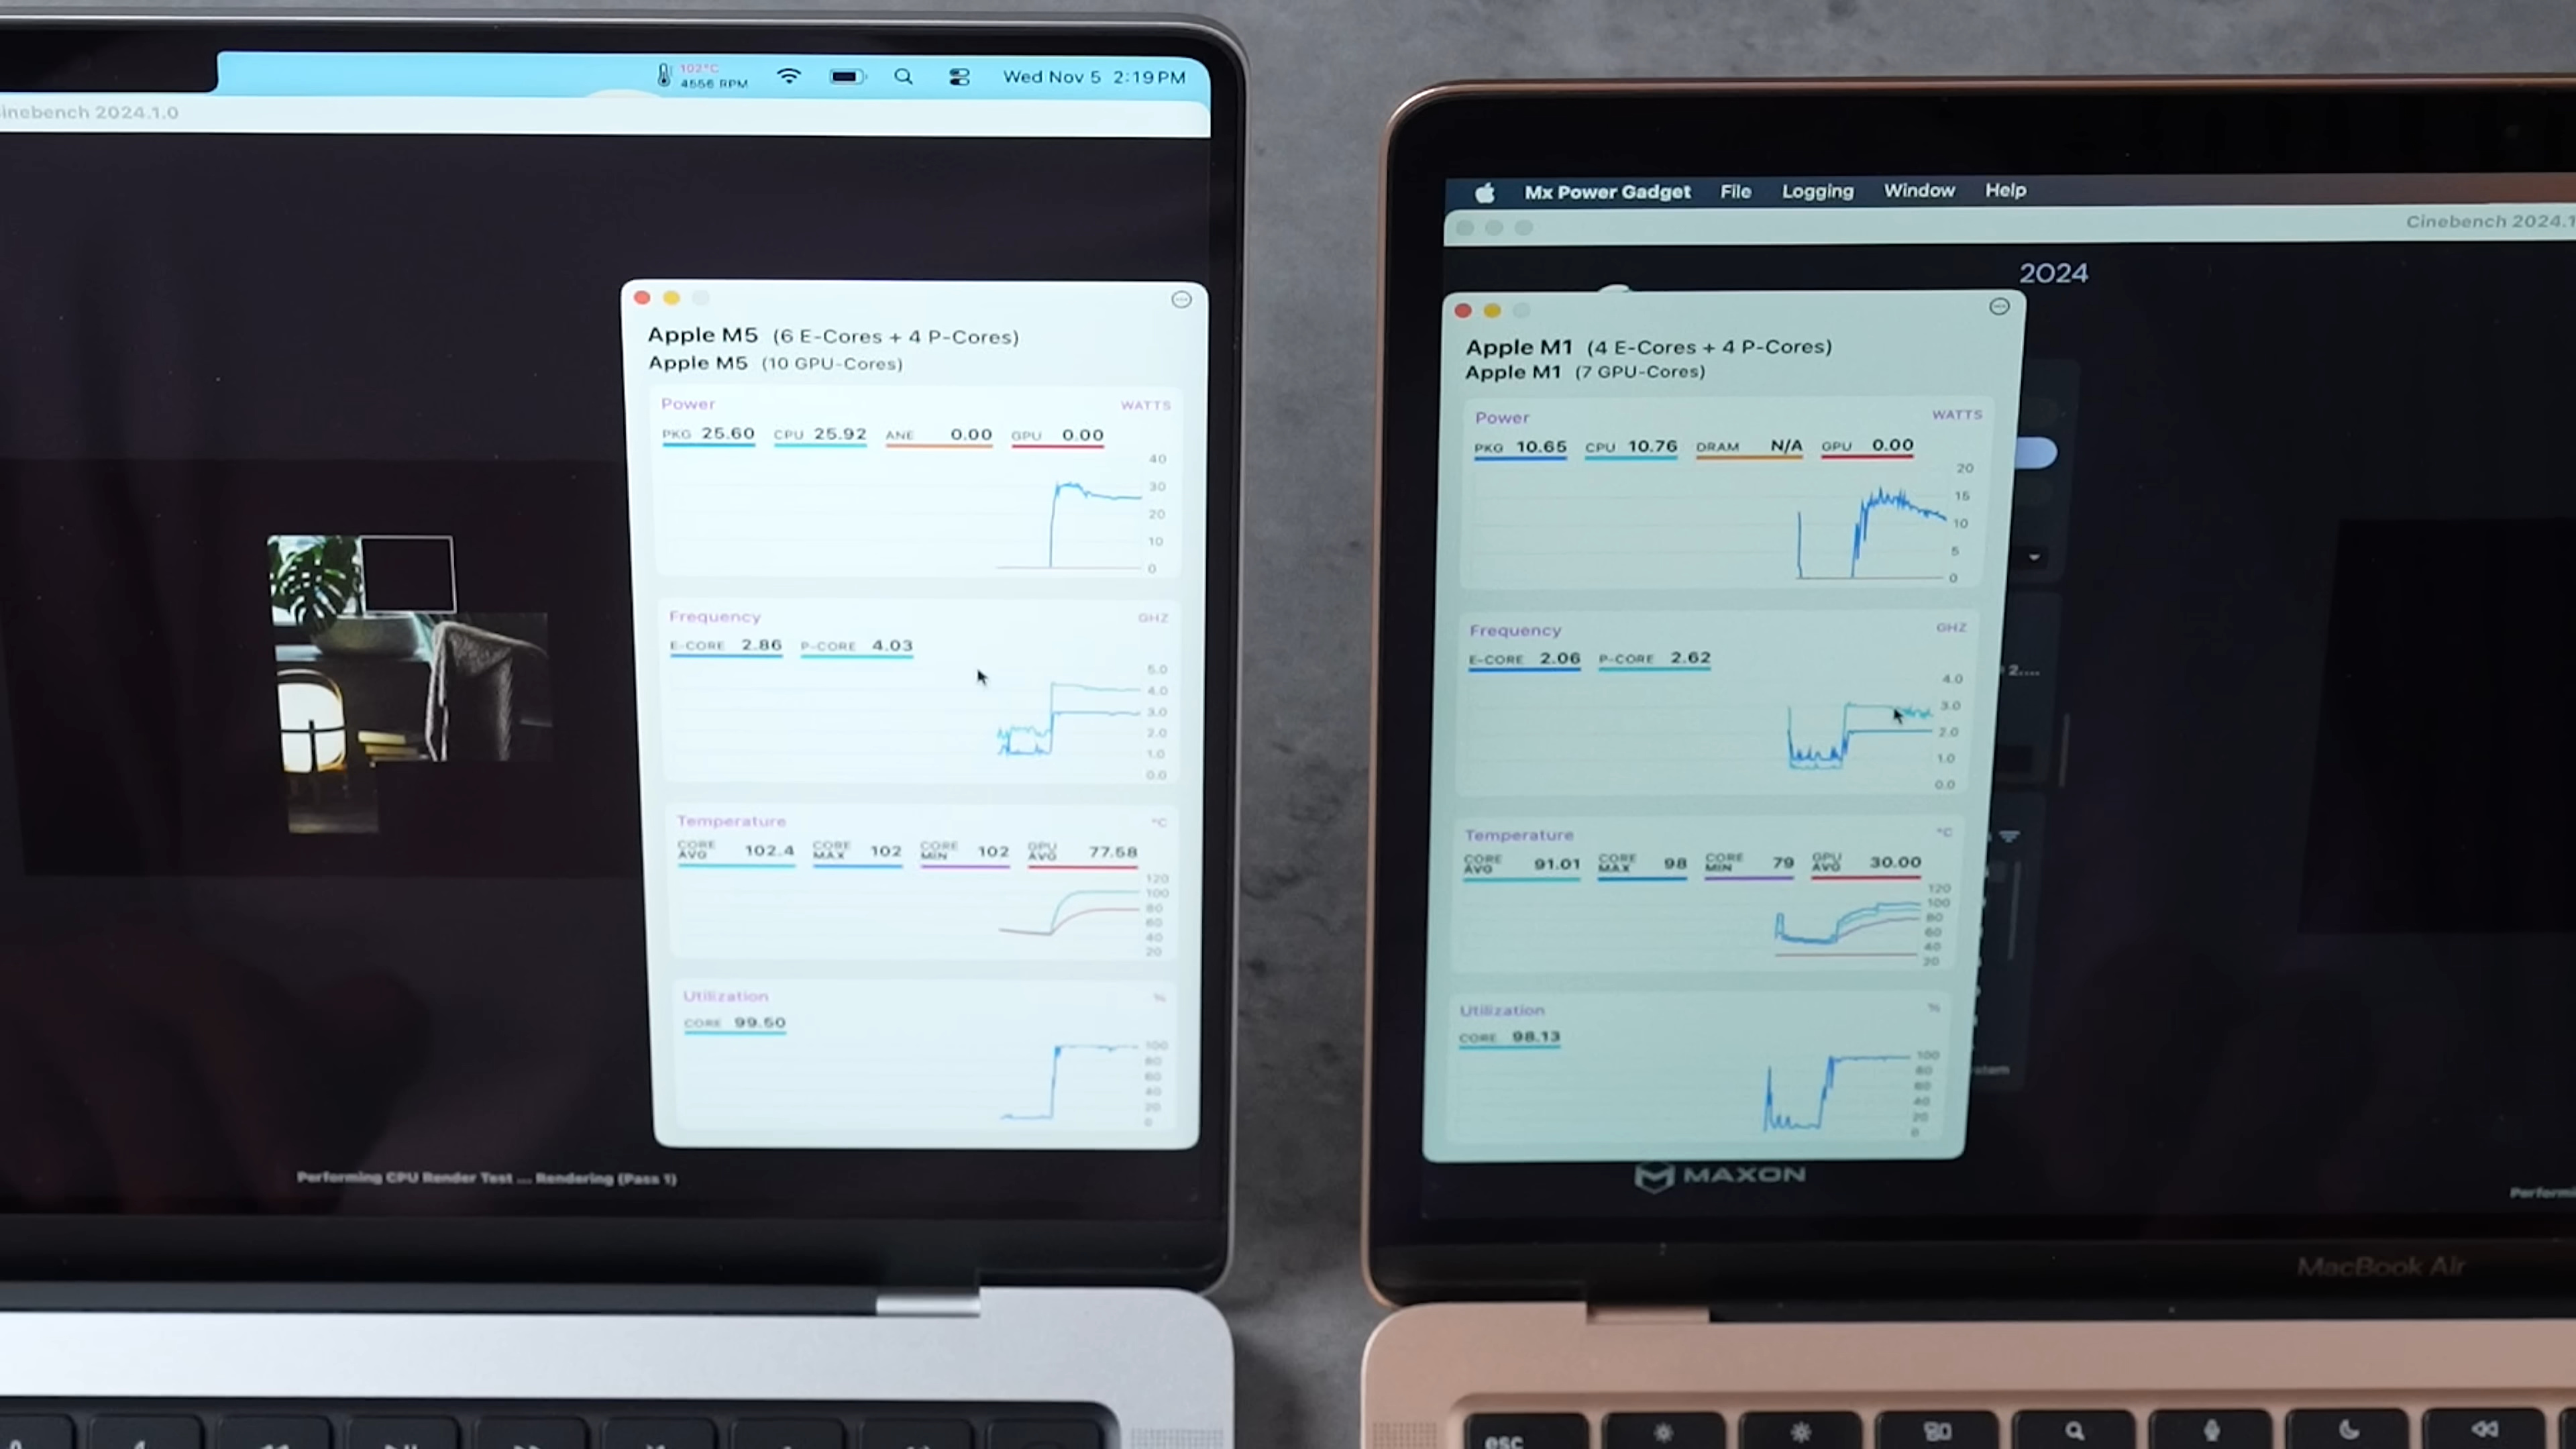 102°C
4556 RPM
Wed Nov 5 2:19 PM
inebench 2024.1.0
Apple M5 (6 E-Cores + 4 P-Cores)
Apple M5 (10 GPU-Cores)
Power
WATTS
PKG 25.60 CPU 25.92 ANE 0.00 GPU 0.00
40
30
20
10
0
Frequency
GHZ
E-CORE 2.86 P-CORE 4.03
5.0
4.0
3.0
2.0
1.0
0.0
Temperature
°C
CORE AVG 102.4 CORE MAX 102 CORE MIN 102 GPU AVG 77.58
120
100
80
60
40
20
Utilization
%
CORE 99.50
100
80
60
40
20
0
Performing CPU Render Test ... Rendering (Pass 1)
Mx Power Gadget File Logging Window Help
Cinebench 2024.1
2024
Apple M1 (4 E-Cores + 4 P-Cores)
Apple M1 (7 GPU-Cores)
Power
WATTS
PKG 10.65 CPU 10.76 DRAM N/A GPU 0.00
20
15
10
5
0
Frequency
GHZ
E-CORE 2.06 P-CORE 2.62
4.0
3.0
2.0
1.0
0.0
2....
Temperature
°C
CORE AVG 91.01 CORE MAX 98 CORE MIN 79 GPU AVG 30.00
120
100
80
60
40
20
Utilization
%
CORE 98.13
100
80
60
40
20
0
stem
MAXON
Performi
MacBook Air
esc